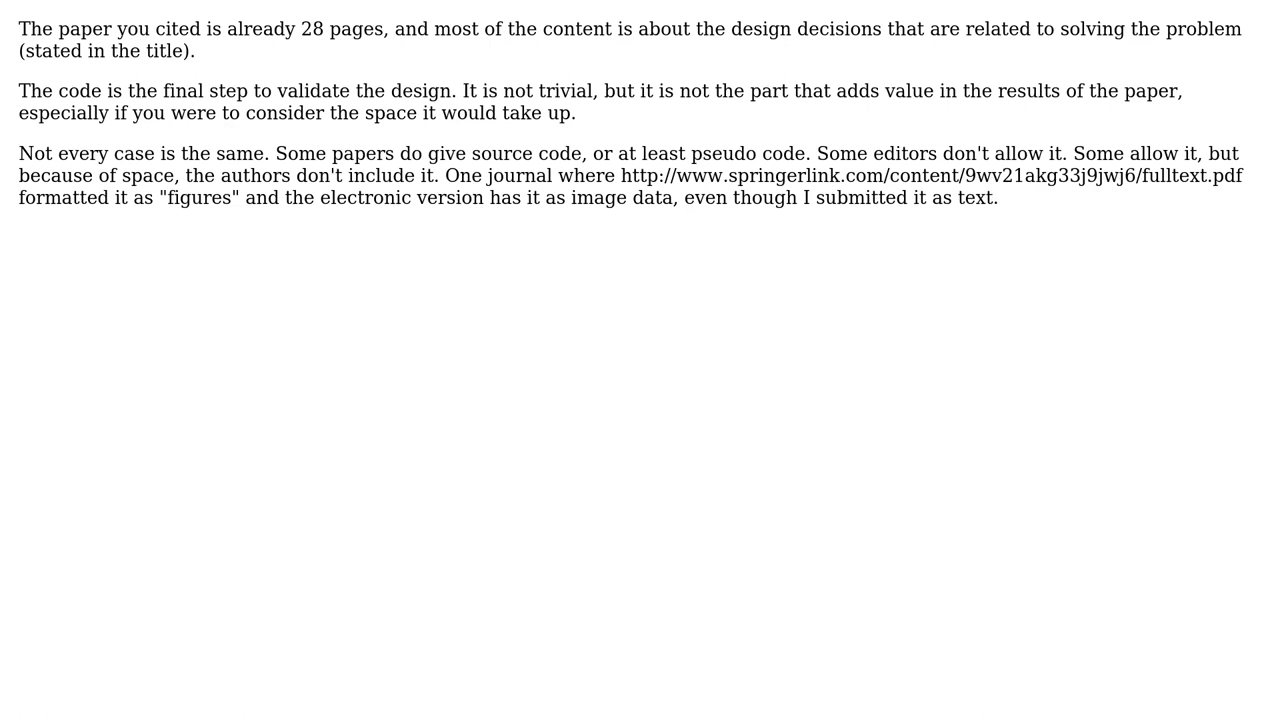 The paper you cited is already 28 pages, and most of the content is about the design decisions that are related to solving the problem
(stated in the title).
The code is the final step to validate the design. It is not trivial, but it is not the part that adds value in the results of the paper,
especially if you were to consider the space it would take up.
Not every case is the same. Some papers do give source code, or at least pseudo code. Some editors don't allow it. Some allow it, but
because of space, the authors don't include it. One journal where http://www.springerlink.com/content/9wv21akg33j9jwj6/fulltext.pdf
formatted it as "figures" and the electronic version has it as image data, even though I submitted it as text.